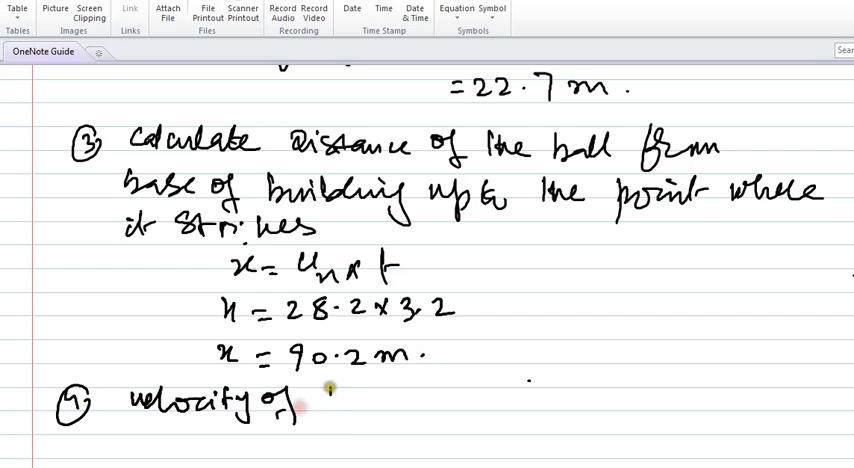 Table Picture Screen Clipping Link Attach File File Printout Scanner Printout Record Audio Record Video Date Time Date & Time Equation Symbol
Tables Images Links Files Recording Time Stamp Symbols
OneNote Guide Sear
= 22.7 m.
3) Calculate Distance of the ball from
base of building upto the point where
it strikes
x = Ux × t
x = 28.2 × 3.2
x = 90.2 m.
4) velocity of